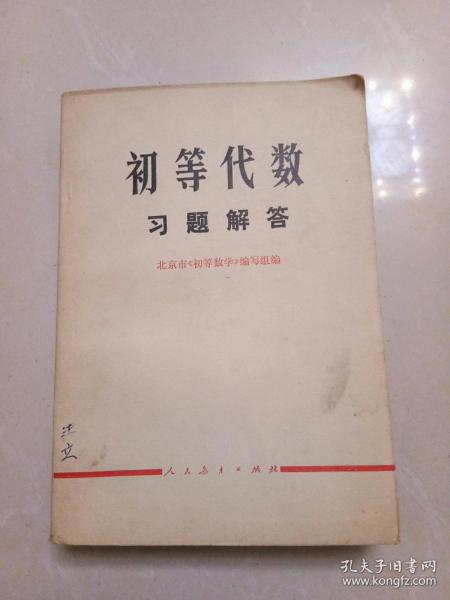 初等代数
习题解答
北京市《初等数学》编写组编
立
人民教育出版社
孔夫子旧书网
www.kongfz.com